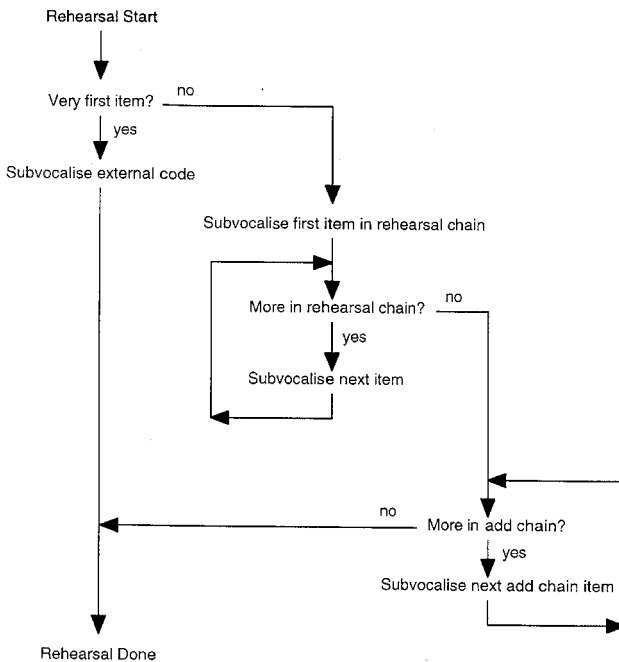 Rehearsal Start
Very first item?
no
yes
Subvocalise external code
Subvocalise first item in rehearsal chain
More in rehearsal chain?
no
yes
Subvocalise next item
no
More in add chain?
yes
Subvocalise next add chain item
Rehearsal Done